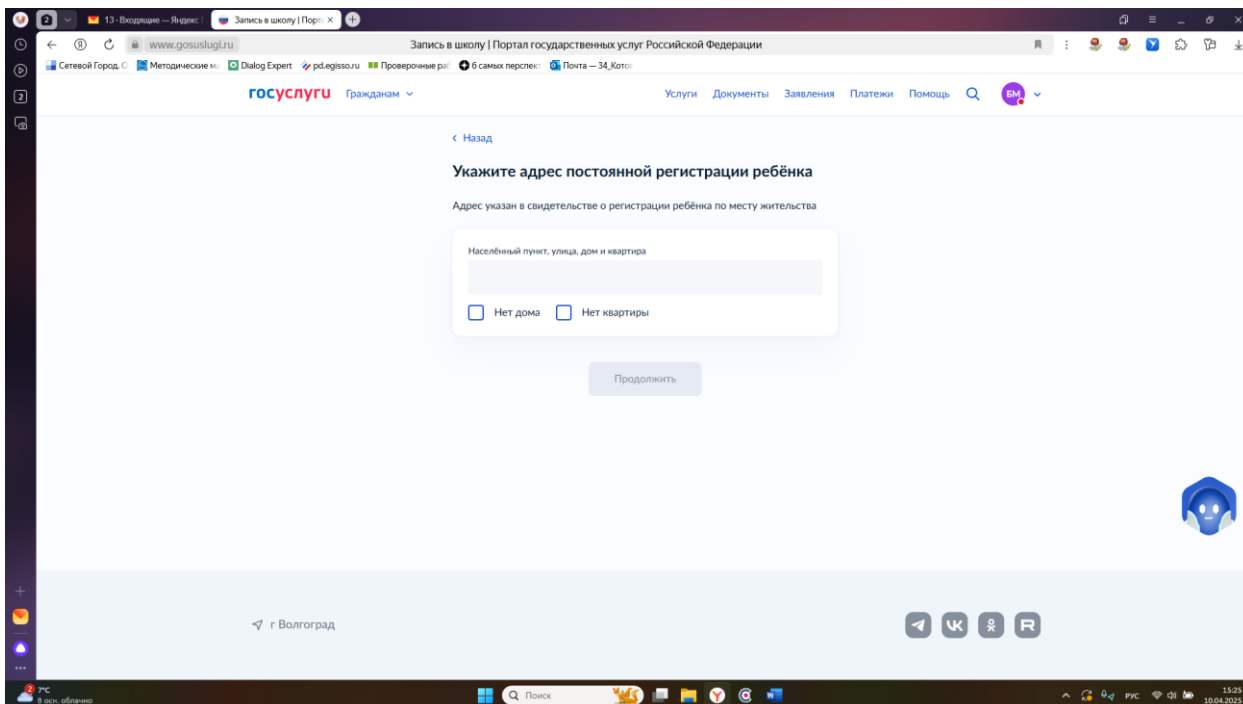 2
13 · Входящие — Яндекс
Запись в школу | Порт
www.gosuslugi.ru
Запись в школу | Портал государственных услуг Российской Федерации
Сетевой Город. О
Методические м
Dialog Expert
pd.egisso.ru
Проверочные ра
6 самых перспек
Почта — 34_Кото
2
госуслуги
Гражданам
Услуги
Документы
Заявления
Платежи
Помощь
БМ
Назад
Укажите адрес постоянной регистрации ребёнка
Адрес указан в свидетельстве о регистрации ребёнка по месту жительства
Населённый пункт, улица, дом и квартира
Нет дома
Нет квартиры
Продолжить
г Волгоград
2
7°C
В осн. облачно
Поиск
РУС
15:25
10.04.2025